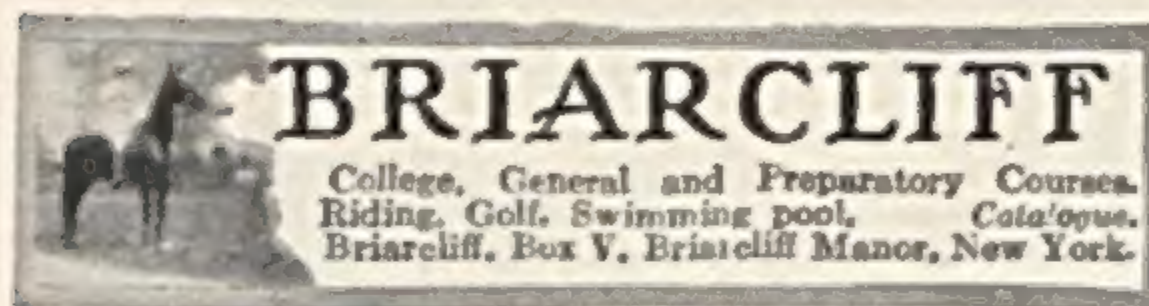 BRIARCLIFF
College, General and Preparatory Courses.
Riding, Golf, Swimming pool. Catalogue.
Briarcliff, Box V, Briarcliff Manor, New York.